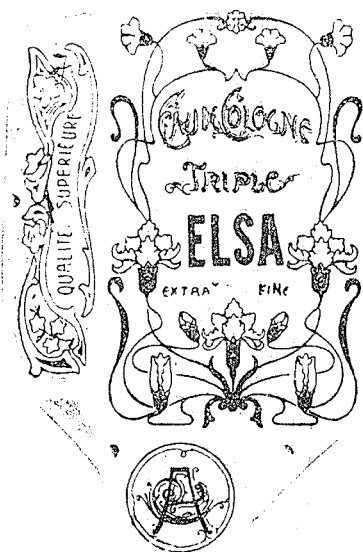 QUALITÉ SUPÉRIEURE
EAU DE COLOGNE
TRIPLE
ELSA
EXTRA FINE
A